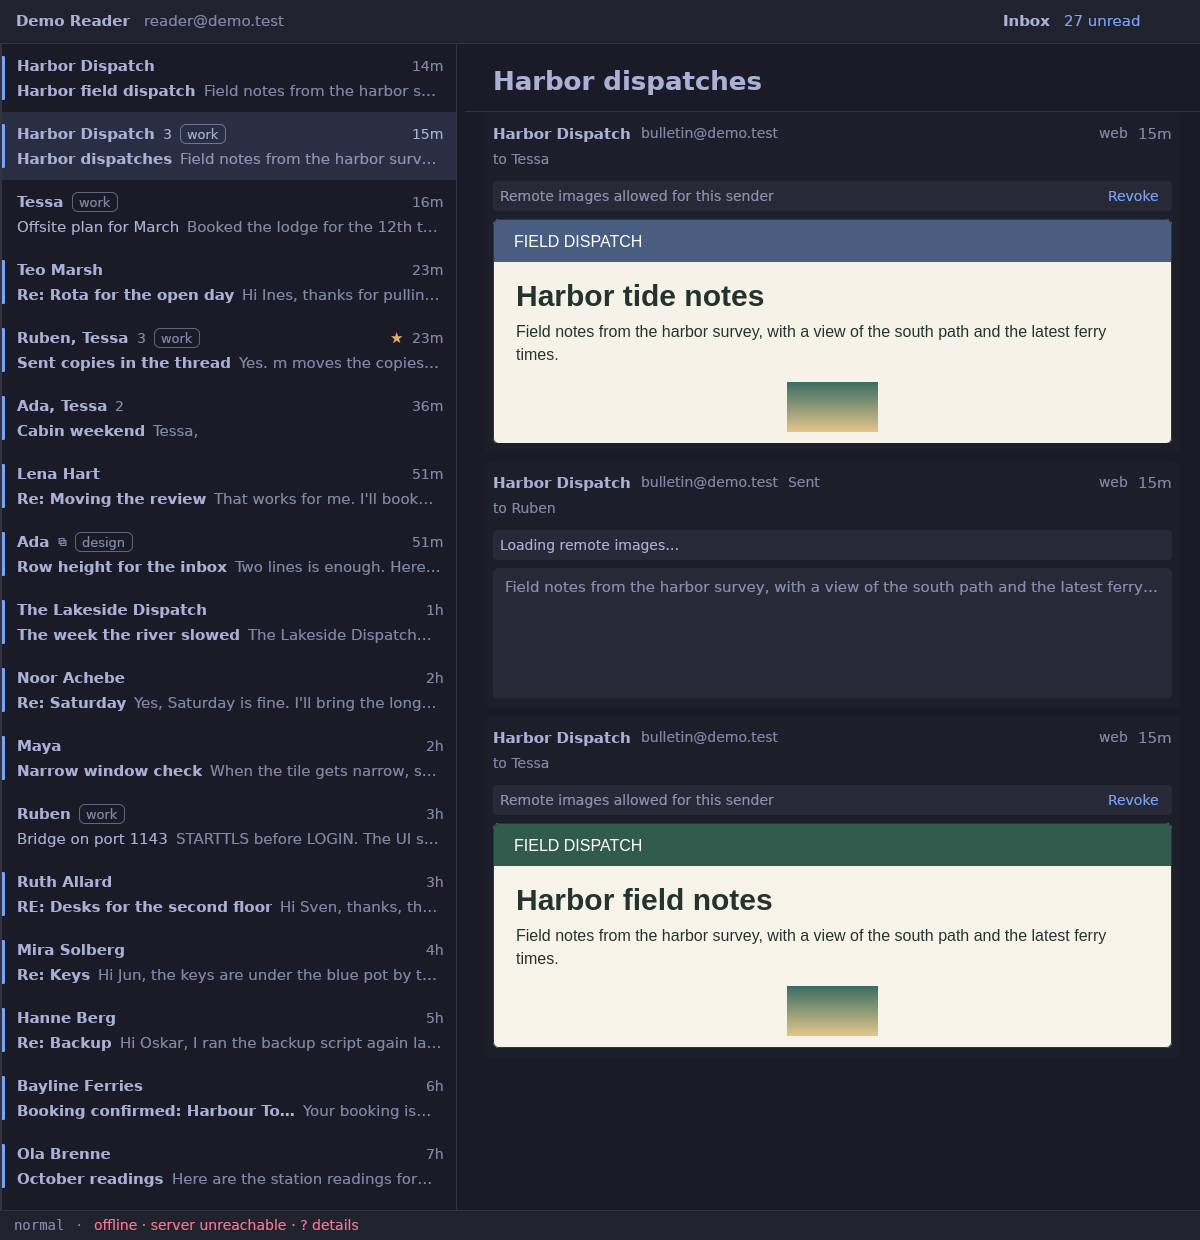 Demo Reader reader@demo.test Inbox 27 unread
Harbor Dispatch 14m
Harbor field dispatch Field notes from the harbor s…
Harbor Dispatch 3 work 15m
Harbor dispatches Field notes from the harbor surv…
Tessa work 16m
Offsite plan for March Booked the lodge for the 12th t…
Teo Marsh 23m
Re: Rota for the open day Hi Ines, thanks for pullin…
Ruben, Tessa 3 work ★ 23m
Sent copies in the thread Yes. m moves the copies…
Ada, Tessa 2 36m
Cabin weekend Tessa,
Lena Hart 51m
Re: Moving the review That works for me. I'll book…
Ada design 51m
Row height for the inbox Two lines is enough. Here…
The Lakeside Dispatch 1h
The week the river slowed The Lakeside Dispatch…
Noor Achebe 2h
Re: Saturday Yes, Saturday is fine. I'll bring the long…
Maya 2h
Narrow window check When the tile gets narrow, s…
Ruben work 3h
Bridge on port 1143 STARTTLS before LOGIN. The UI s…
Ruth Allard 3h
RE: Desks for the second floor Hi Sven, thanks, th…
Mira Solberg 4h
Re: Keys Hi Jun, the keys are under the blue pot by t…
Hanne Berg 5h
Re: Backup Hi Oskar, I ran the backup script again la…
Bayline Ferries 6h
Booking confirmed: Harbour To… Your booking is…
Ola Brenne 7h
October readings Here are the station readings for…
Harbor dispatches
Harbor Dispatch bulletin@demo.test web 15m
to Tessa
Remote images allowed for this sender Revoke
FIELD DISPATCH
Harbor tide notes
Field notes from the harbor survey, with a view of the south path and the latest ferry
times.
Harbor Dispatch bulletin@demo.test Sent web 15m
to Ruben
Loading remote images…
Field notes from the harbor survey, with a view of the south path and the latest ferry…
Harbor Dispatch bulletin@demo.test web 15m
to Tessa
Remote images allowed for this sender Revoke
FIELD DISPATCH
Harbor field notes
Field notes from the harbor survey, with a view of the south path and the latest ferry
times.
normal · offline · server unreachable · ? details